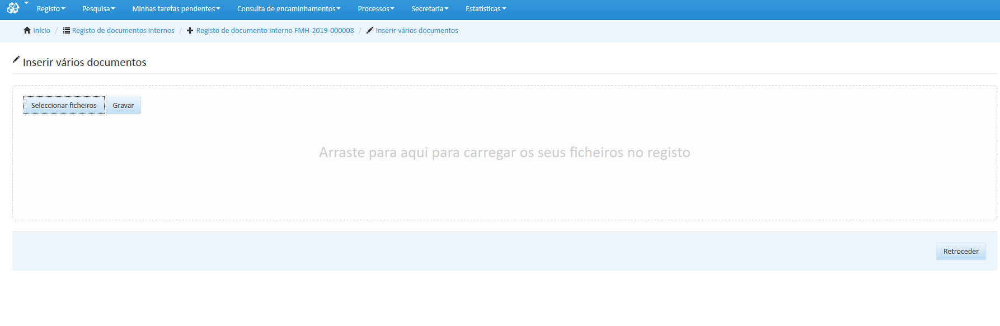 Registo Pesquisa Minhas tarefas pendentes Consulta de encaminhamentos Processos Secretaria Estatísticas
Início / Registo de documentos internos / Registo de documento interno FMH-2019-000008 / Inserir vários documentos
Inserir vários documentos
Seleccionar ficheiros Gravar
Arraste para aqui para carregar os seus ficheiros no registo
Retroceder